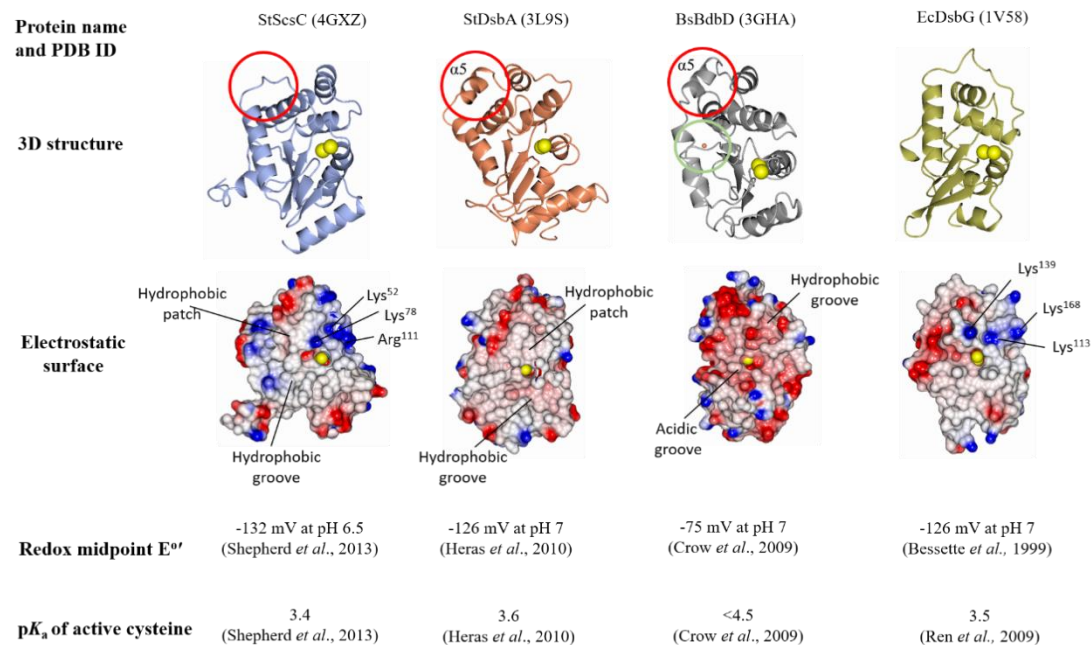 Protein name
and PDB ID
StScsC (4GXZ)
StDsbA (3L9S)
BsBdbD (3GHA)
EcDsbG (1V58)
3D structure
α5
α5
Electrostatic
surface
Hydrophobic
patch
Lys52
Lys78
Arg111
Hydrophobic
groove
Hydrophobic
patch
Hydrophobic
groove
Hydrophobic
groove
Acidic
groove
Lys139
Lys168
Lys113
Redox midpoint Eo′
-132 mV at pH 6.5
(Shepherd et al., 2013)
-126 mV at pH 7
(Heras et al., 2010)
-75 mV at pH 7
(Crow et al., 2009)
-126 mV at pH 7
(Bessette et al., 1999)
pKa of active cysteine
3.4
(Shepherd et al., 2013)
3.6
(Heras et al., 2010)
<4.5
(Crow et al., 2009)
3.5
(Ren et al., 2009)